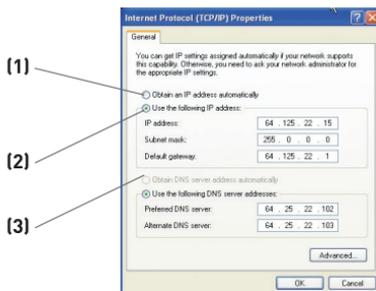 Internet Protocol (TCP/IP) Properties
General
You can get IP settings assigned automatically if your network supports
this capability. Otherwise, you need to ask your network administrator for
the appropriate IP settings.
(1)
Obtain an IP address automatically
Use the following IP address:
IP address: 64 . 125 . 22 . 15
(2)
Subnet mask: 255 . 0 . 0 . 0
Default gateway: 64 . 125 . 22 . 1
Obtain DNS server address automatically
Use the following DNS server addresses:
(3)
Preferred DNS server: 64 . 25 . 22 . 102
Alternate DNS server: 64 . 25 . 22 . 103
Advanced...
OK Cancel